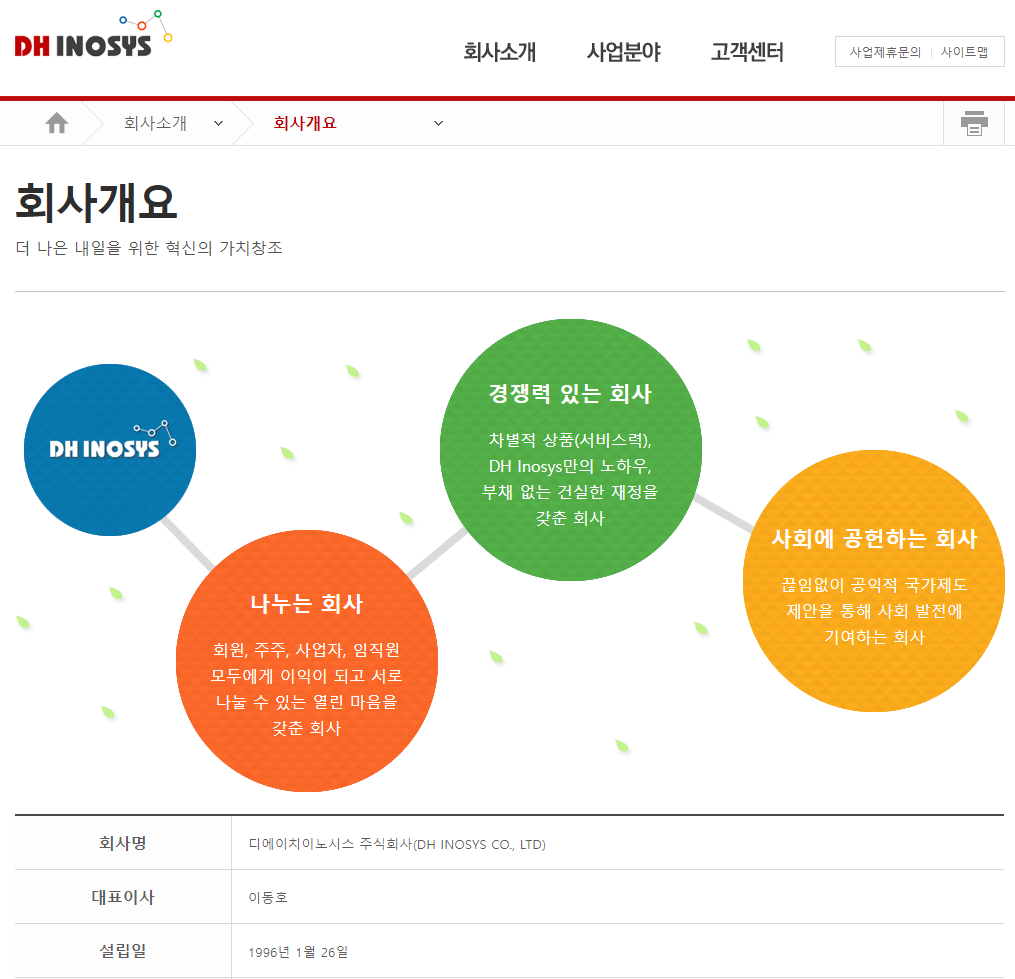 DH INOSYS
회사소개 사업분야 고객센터
사업제휴문의 | 사이트맵
회사소개 회사개요
회사개요
더 나은 내일을 위한 혁신의 가치창조
DH INOSYS
경쟁력 있는 회사
차별적 상품(서비스력),
DH Inosys만의 노하우,
부채 없는 건실한 재정을
갖춘 회사
사회에 공헌하는 회사
끊임없이 공익적 국가제도
제안을 통해 사회 발전에
기여하는 회사
나누는 회사
회원, 주주, 사업자, 임직원
모두에게 이익이 되고 서로
나눌 수 있는 열린 마음을
갖춘 회사
회사명 디에이치이노시스 주식회사(DH INOSYS CO., LTD)
대표이사 이동호
설립일 1996년 1월 26일